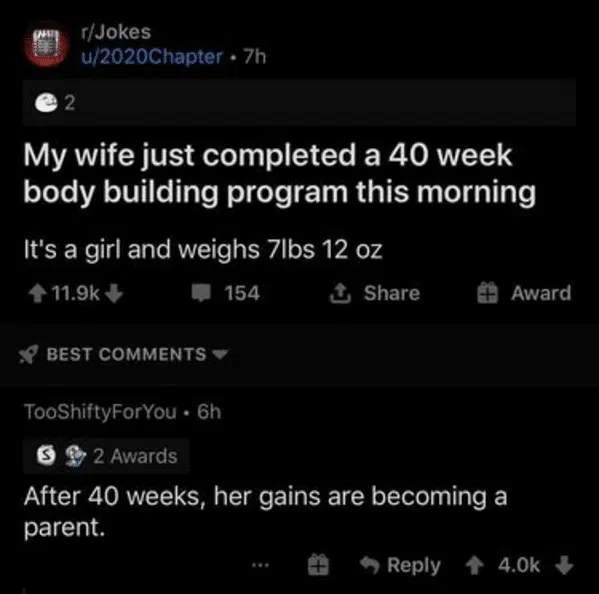 r/Jokes
u/2020Chapter • 7h
2
My wife just completed a 40 week
body building program this morning
It's a girl and weighs 7lbs 12 oz
11.9k 154 Share Award
BEST COMMENTS
TooShiftyForYou • 6h
S 2 Awards
After 40 weeks, her gains are becoming a
parent.
... Reply 4.0k